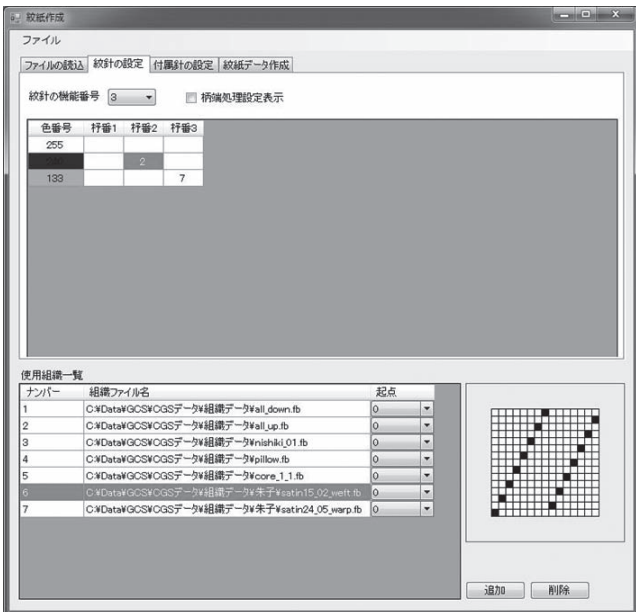 絞紙作成
ファイル
ファイルの読込 絞針の設定 付属針の設定 絞紙データ作成
絞針の機能番号 3 柄端処理設定表示
色番号 杼番1 杼番2 杼番3
255
2
133 7
使用組織一覧
ナンバー 組織ファイル名 起点
1 C:¥Data¥GCS¥CGSデータ¥組織データ¥all_down.fb 0
2 C:¥Data¥GCS¥CGSデータ¥組織データ¥all_up.fb 0
3 C:¥Data¥GCS¥CGSデータ¥組織データ¥nishiki_01.fb 0
4 C:¥Data¥GCS¥CGSデータ¥組織データ¥pillow.fb 0
5 C:¥Data¥GCS¥CGSデータ¥組織データ¥core_1_1.fb 0
6 C:¥Data¥GCS¥CGSデータ¥組織データ¥朱子¥satin15_02_weft.fb 0
7 C:¥Data¥GCS¥CGSデータ¥組織データ¥朱子¥satin24_05_warp.fb 0
追加 削除